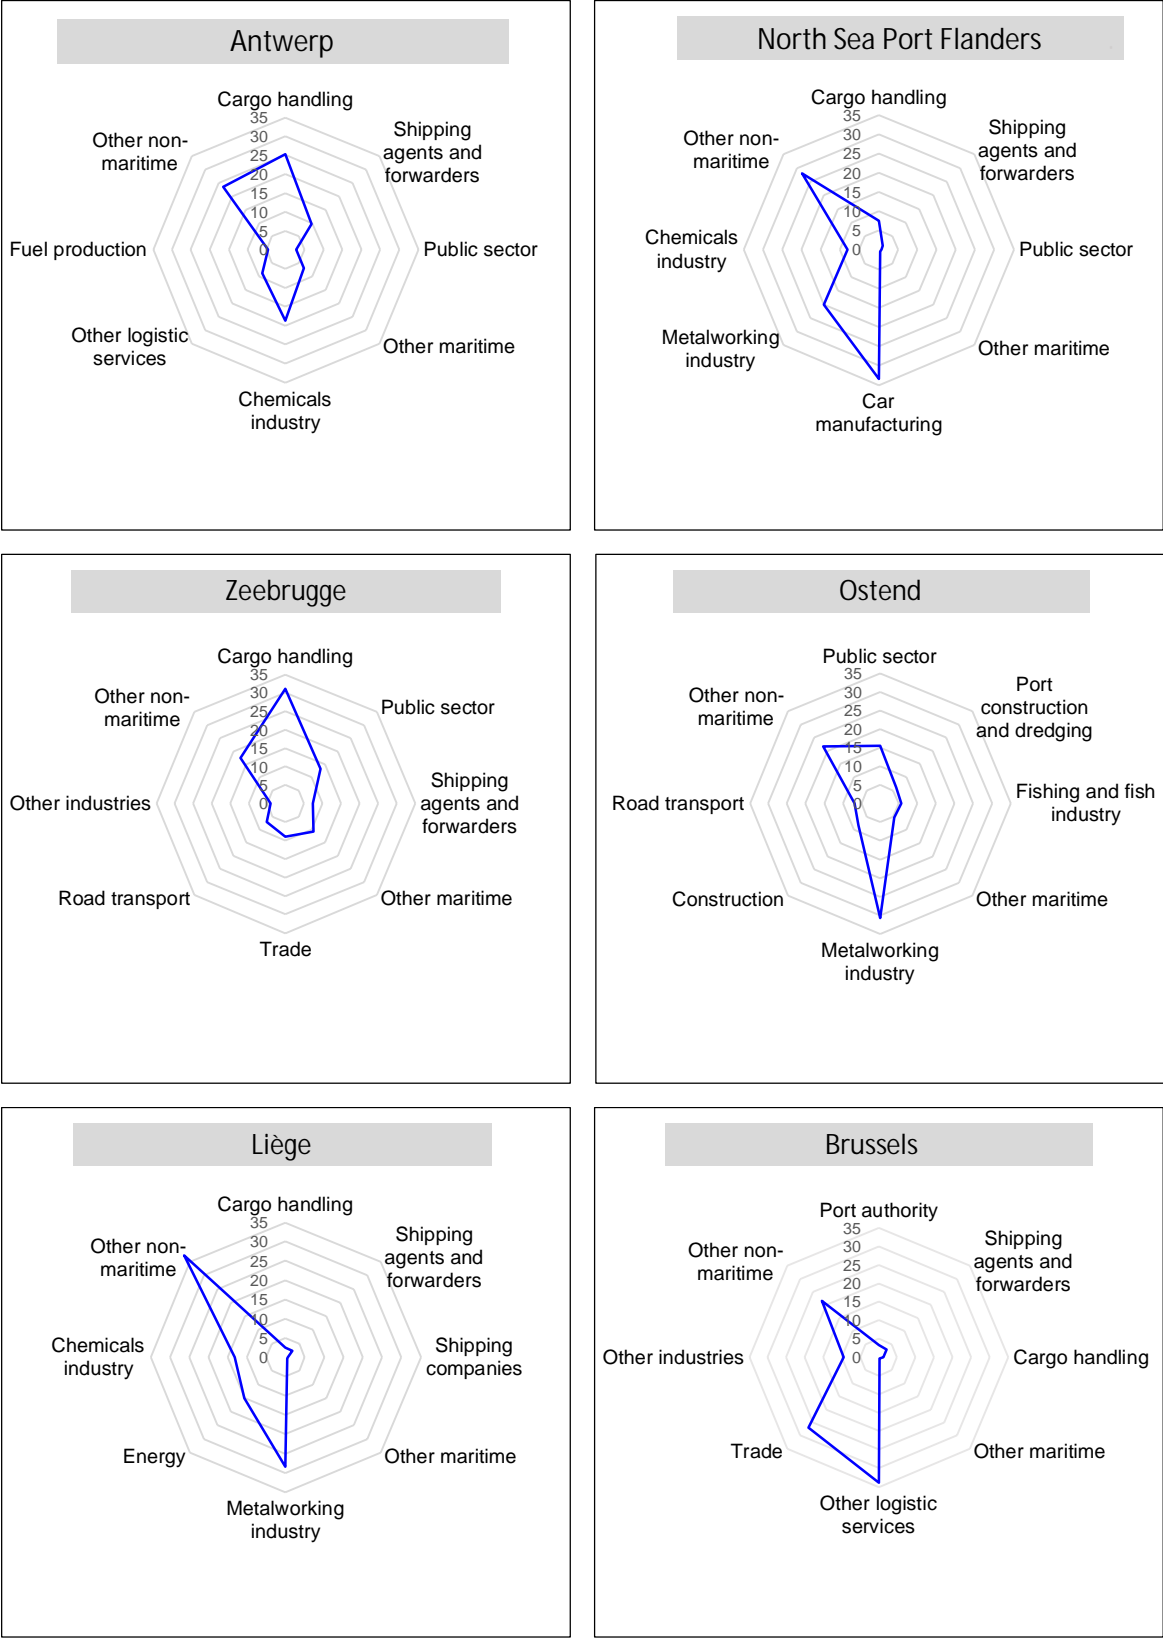 Antwerp
Cargo handling
35
30
25
20
15
10
5
0
Shipping
agents and
forwarders
Public sector
Other maritime
Chemicals
industry
Other logistic
services
Fuel production
Other non-
maritime
North Sea Port Flanders
Cargo handling
35
30
25
20
15
10
5
0
Shipping
agents and
forwarders
Public sector
Other maritime
Car
manufacturing
Metalworking
industry
Chemicals
industry
Other non-
maritime
Zeebrugge
Cargo handling
35
30
25
20
15
10
5
0
Public sector
Shipping
agents and
forwarders
Other maritime
Trade
Road transport
Other industries
Other non-
maritime
Ostend
Public sector
35
30
25
20
15
10
5
0
Port
construction
and dredging
Fishing and fish
industry
Other maritime
Metalworking
industry
Construction
Road transport
Other non-
maritime
Liège
Cargo handling
35
30
25
20
15
10
5
0
Shipping
agents and
forwarders
Shipping
companies
Other maritime
Metalworking
industry
Energy
Chemicals
industry
Other non-
maritime
Brussels
Port authority
35
30
25
20
15
10
5
0
Shipping
agents and
forwarders
Cargo handling
Other maritime
Other logistic
services
Trade
Other industries
Other non-
maritime